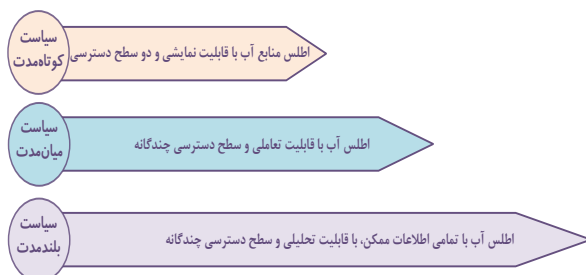 سیاست
کوتاه‌مدت
اطلس منابع آب با قابلیت نمایشی و دو سطح دسترسی
سیاست
میان‌مدت
اطلس آب با قابلیت تعاملی و سطح دسترسی چندگانه
سیاست
بلندمدت
اطلس آب با تمامی اطلاعات ممکن، با قابلیت تحلیلی و سطح دسترسی چندگانه